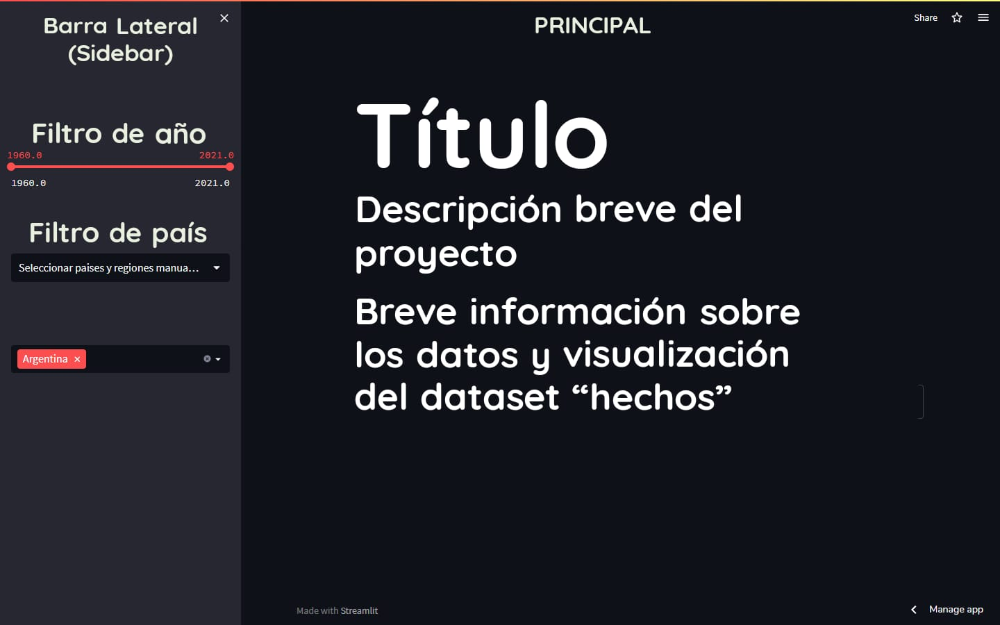 Barra Lateral
(Sidebar)
Filtro de año
1960.0 2021.0
1960.0 2021.0
Filtro de país
Seleccionar paises y regiones manua...
Argentina
PRINCIPAL
Share
Título
Descripción breve del
proyecto
Breve información sobre
los datos y visualización
del dataset “hechos”
Made with Streamlit
Manage app